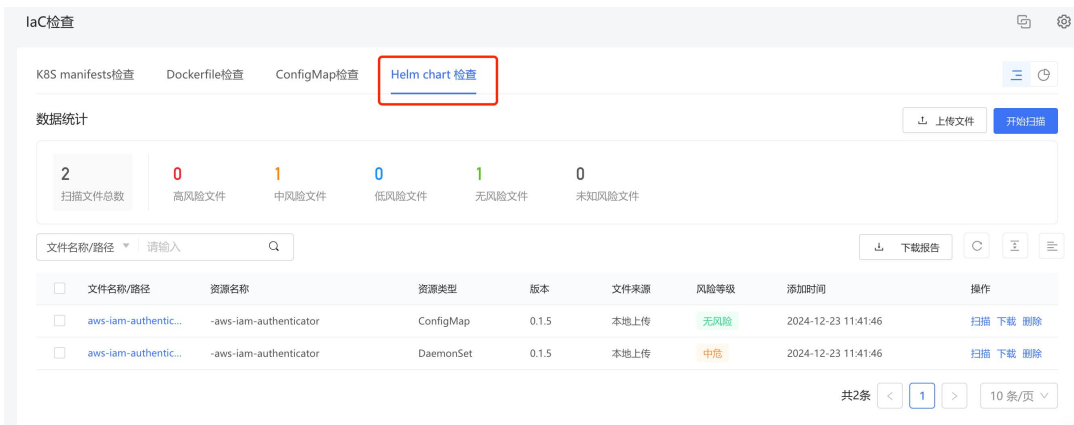 IaC检查
K8S manifests检查 Dockerfile检查 ConfigMap检查 Helm chart 检查
数据统计 上传文件 开始扫描
2 0 1 0 1 0
扫描文件总数 高风险文件 中风险文件 低风险文件 无风险文件 未知风险文件
文件名称/路径 请输入 下载报告
文件名称/路径 资源名称 资源类型 版本 文件来源 风险等级 添加时间 操作
aws-iam-authentic... -aws-iam-authenticator ConfigMap 0.1.5 本地上传 无风险 2024-12-23 11:41:46 扫描 下载 删除
aws-iam-authentic... -aws-iam-authenticator DaemonSet 0.1.5 本地上传 中危 2024-12-23 11:41:46 扫描 下载 删除
共2条 < 1 > 10 条/页